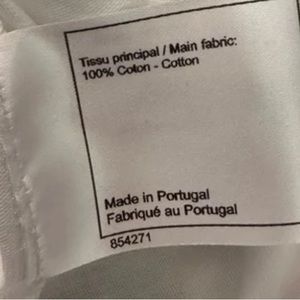 Tissu principal / Main fabric:
100% Coton - Cotton
Made in Portugal
Fabriqué au Portugal
854271